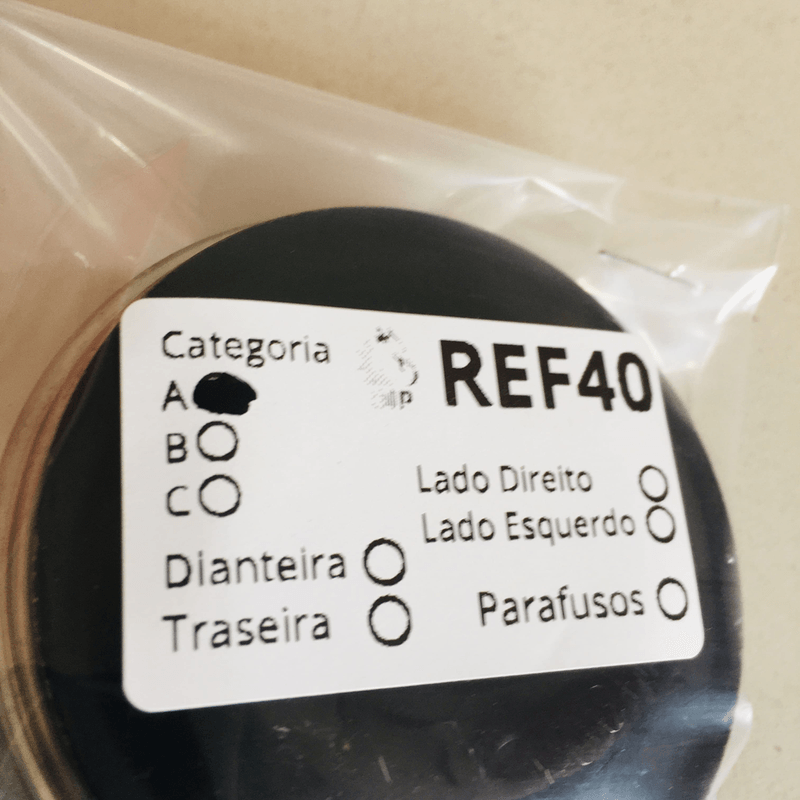 Categoria
REF40
A
B
C
Lado Direito
Lado Esquerdo
Dianteira
Traseira
Parafusos